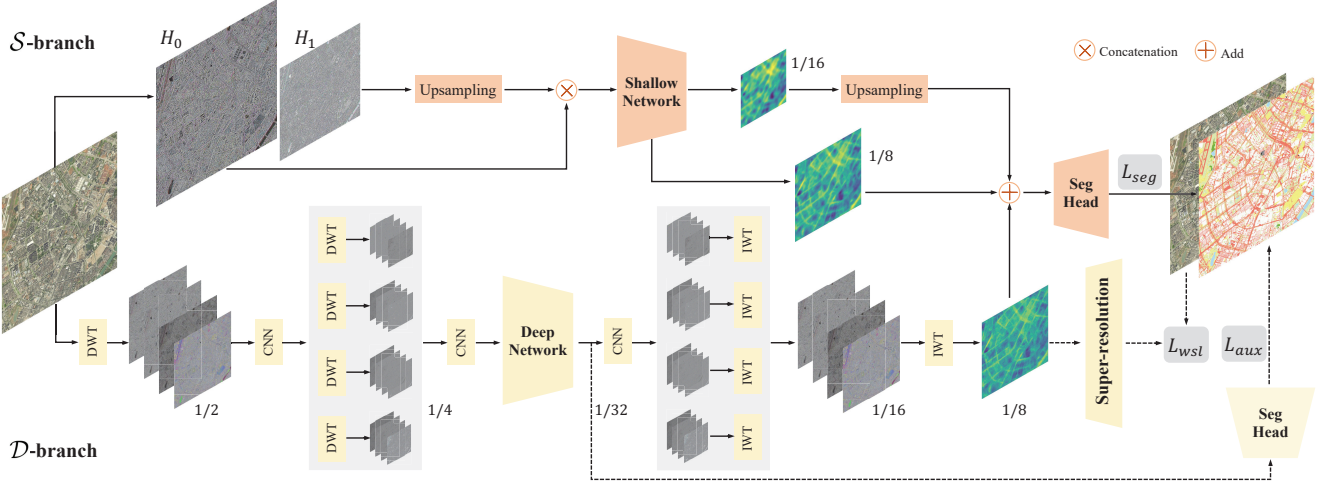 S-branch
H0
H1
Upsampling
Shallow
Network
1/16
Upsampling
Concatenation
Add
1/8
Seg
Head
Lseg
DWT
1/2
CNN
DWT
DWT
DWT
DWT
1/4
CNN
Deep
Network
CNN
1/32
IWT
IWT
IWT
IWT
1/16
IWT
1/8
Super-resolution
Lwsl
Laux
Seg
Head
D-branch